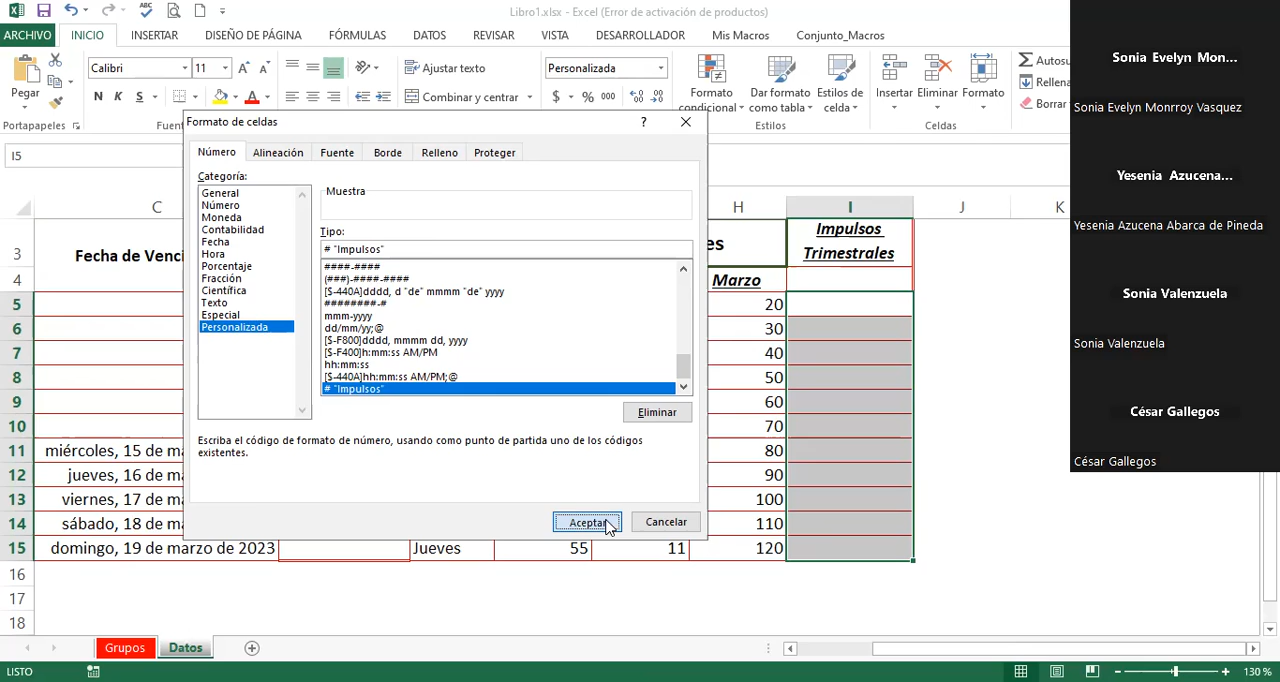 Libro1.xlsx - Excel (Error de activación de productos)
ARCHIVO INICIO INSERTAR DISEÑO DE PÁGINA FÓRMULAS DATOS REVISAR VISTA DESARROLLADOR Mis Macros Conjunto_Macros
Pegar
Portapapeles
Calibri 11
N K S
Fuent
Ajustar texto
Combinar y centrar
Personalizada
$ % 000
Formato condicional
Dar formato como tabla
Estilos de celda
Estilos
Insertar Eliminar Formato
Celdas
Autosu
Rellena
Borrar
I5
Formato de celdas
Número Alineación Fuente Borde Relleno Proteger
Categoría:
General
Número
Moneda
Contabilidad
Fecha
Hora
Porcentaje
Fracción
Científica
Texto
Especial
Personalizada
Muestra
Tipo:
# "Impulsos"
####-####
(###)-####-####
[$-440A]dddd, d "de" mmmm "de" yyyy
########-#
mmm-yyyy
dd/mm/yy;@
[$-F800]dddd, mmmm dd, yyyy
[$-F400]h:mm:ss AM/PM
hh:mm:ss
[$-440A]hh:mm:ss AM/PM;@
# "Impulsos"
Eliminar
Escriba el código de formato de número, usando como punto de partida uno de los códigos
existentes.
Aceptar Cancelar
C H I J K
3 Fecha de Venci es Impulsos Trimestrales
4 Marzo
5 20
6 30
7 40
8 50
9 60
10 70
11 miércoles, 15 de ma 80
12 jueves, 16 de ma 90
13 viernes, 17 de ma 100
14 sábado, 18 de ma 110
15 domingo, 19 de marzo de 2023 Jueves 55 11 120
16
17
18
Grupos Datos
LISTO 130 %
Sonia Evelyn Mon...
Sonia Evelyn Monrroy Vasquez
Yesenia Azucena...
Yesenia Azucena Abarca de Pineda
Sonia Valenzuela
Sonia Valenzuela
César Gallegos
César Gallegos